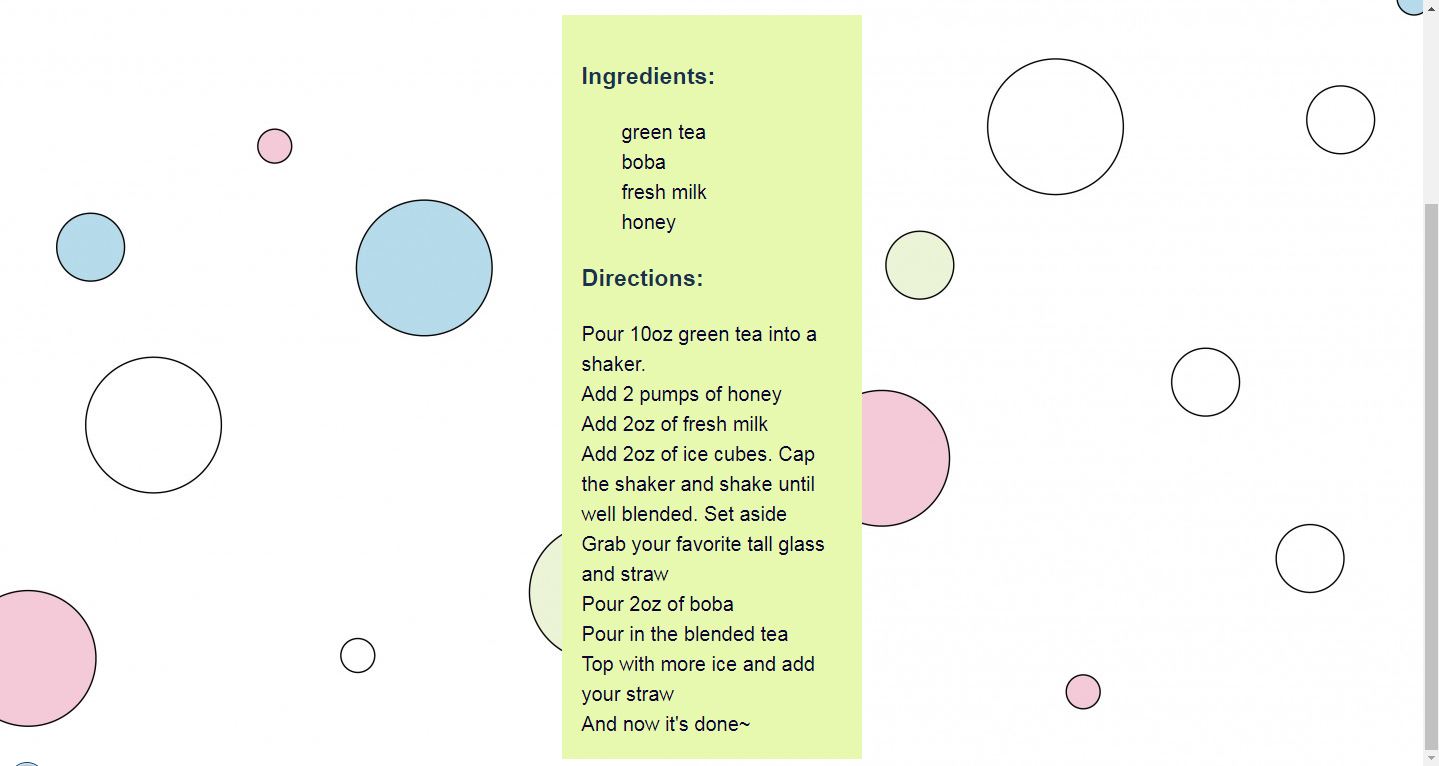 Ingredients:
green tea
boba
fresh milk
honey
Directions:
Pour 10oz green tea into a
shaker.
Add 2 pumps of honey
Add 2oz of fresh milk
Add 2oz of ice cubes. Cap
the shaker and shake until
well blended. Set aside
Grab your favorite tall glass
and straw
Pour 2oz of boba
Pour in the blended tea
Top with more ice and add
your straw
And now it's done~